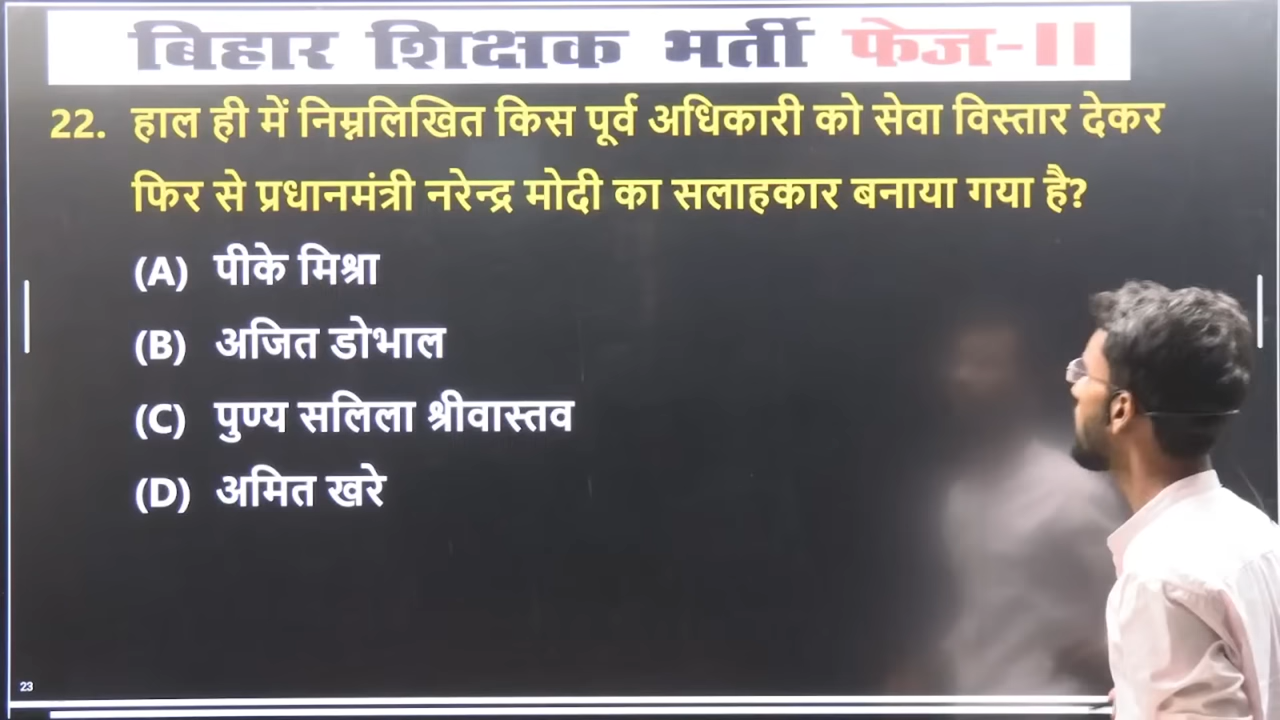 बिहार शिक्षक भर्ती फेज-II
22. हाल ही में निम्नलिखित किस पूर्व अधिकारी को सेवा विस्तार देकर
फिर से प्रधानमंत्री नरेन्द्र मोदी का सलाहकार बनाया गया है?
(A) पीके मिश्रा
(B) अजित डोभाल
(C) पुण्य सलिला श्रीवास्तव
(D) अमित खरे
23